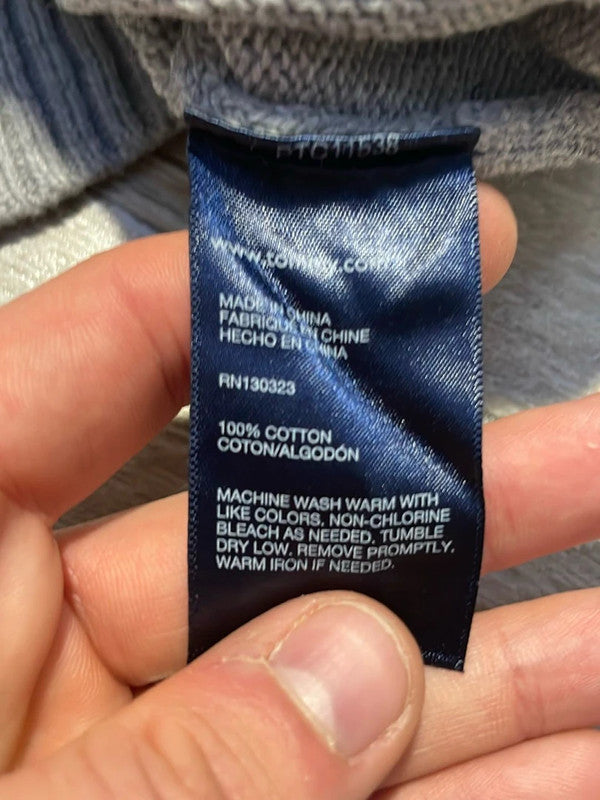 www.tommy.com
MADE IN CHINA
FABRIQUE EN CHINE
HECHO EN CHINA
RN130323
100% COTTON
COTON/ALGODÓN
MACHINE WASH WARM WITH
LIKE COLORS, NON-CHLORINE
BLEACH AS NEEDED. TUMBLE
DRY LOW. REMOVE PROMPTLY.
WARM IRON IF NEEDED.